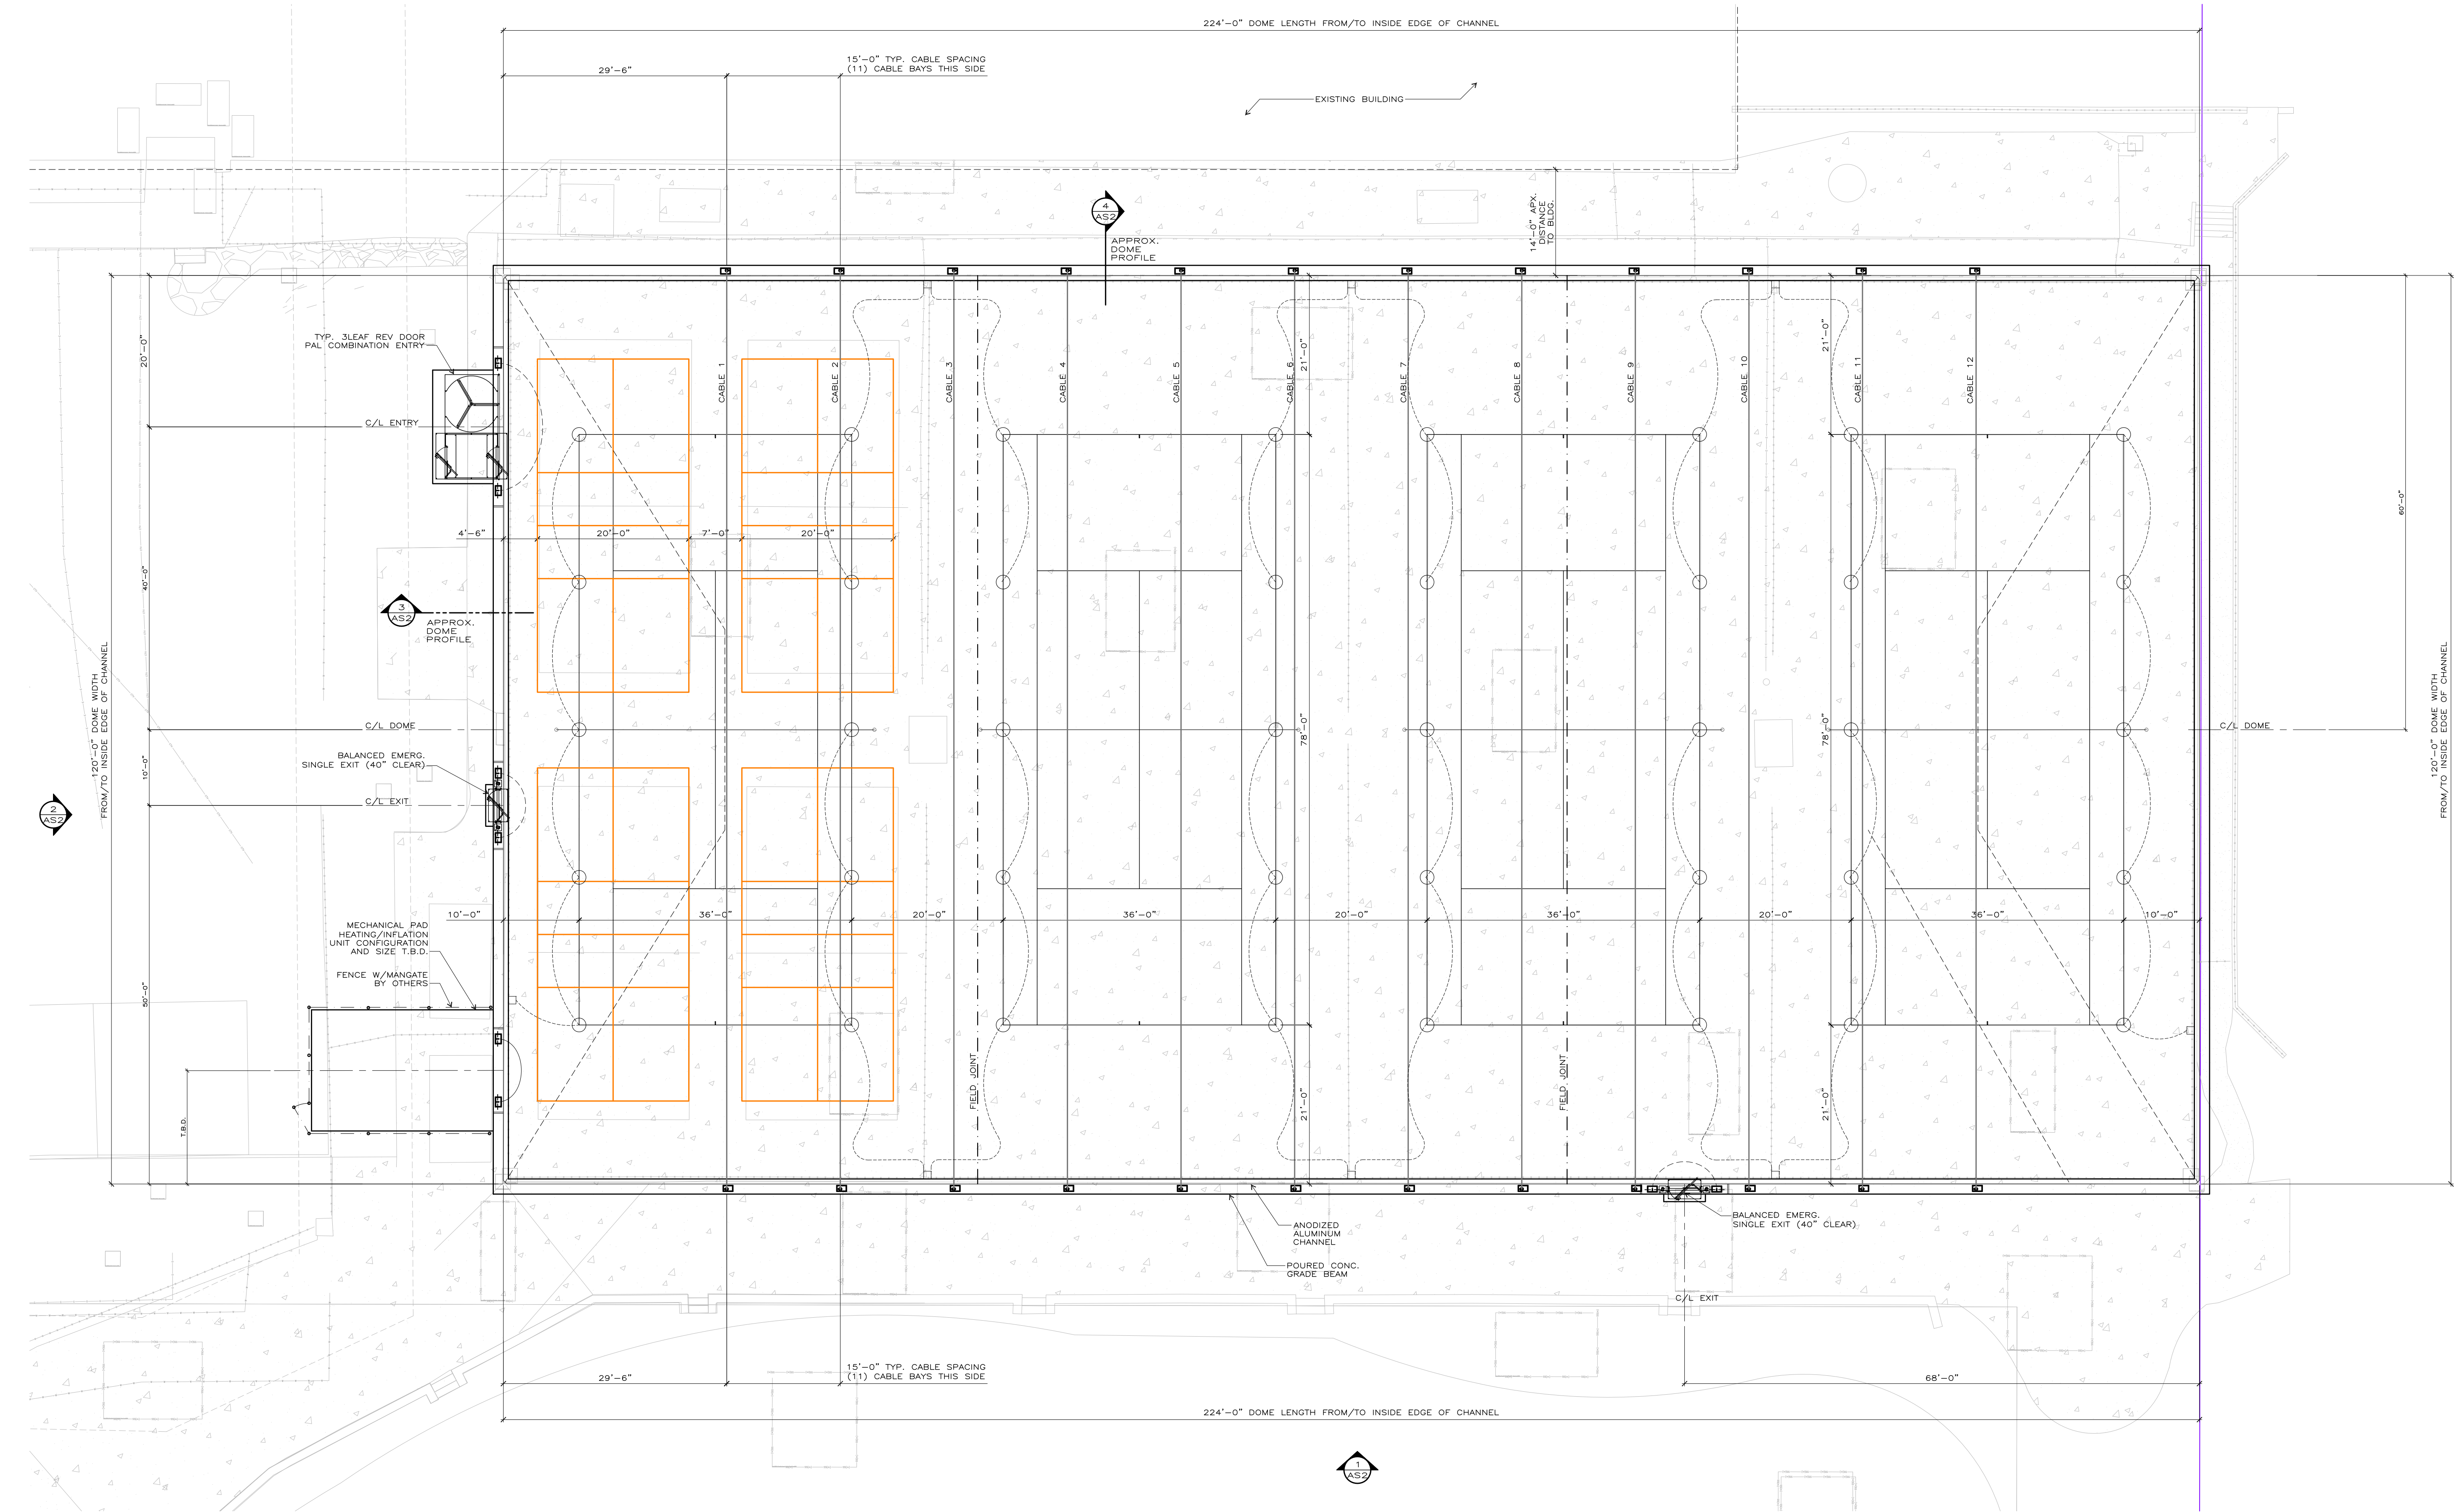 224'-0" DOME LENGTH FROM/TO INSIDE EDGE OF CHANNEL
29'-6"
15'-0" TYP. CABLE SPACING
(11) CABLE BAYS THIS SIDE
EXISTING BUILDING
14'-0" APX.
DISTANCE
TO BLDG.
4
AS2
APPROX.
DOME
PROFILE
TYP. 3LEAF REV DOOR
PAL COMBINATION ENTRY
20'-0"
C/L ENTRY
CABLE 1
CABLE 2
CABLE 3
CABLE 4
CABLE 5
CABLE 6
CABLE 7
CABLE 8
CABLE 9
CABLE 10
CABLE 11
CABLE 12
21'-0"
21'-0"
60'-0"
4'-6"
20'-0"
7'-0"
20'-0"
40'-0"
3
AS2
APPROX.
DOME
PROFILE
120'-0" DOME WIDTH
FROM/TO INSIDE EDGE OF CHANNEL
C/L DOME
78'-0"
78'-0"
C/L DOME
120'-0" DOME WIDTH
FROM/TO INSIDE EDGE OF CHANNEL
BALANCED EMERG.
SINGLE EXIT (40" CLEAR)
10'-0"
C/L EXIT
2
AS2
10'-0"
36'-0"
20'-0"
36'-0"
20'-0"
36'-0"
20'-0"
36'-0"
10'-0"
MECHANICAL PAD
HEATING/INFLATION
UNIT CONFIGURATION
AND SIZE T.B.D.
FENCE W/MANGATE
BY OTHERS
50'-0"
T.B.D.
FIELD JOINT
21'-0"
FIELD JOINT
21'-0"
ANODIZED
ALUMINUM
CHANNEL
POURED CONC.
GRADE BEAM
BALANCED EMERG.
SINGLE EXIT (40" CLEAR)
C/L EXIT
29'-6"
15'-0" TYP. CABLE SPACING
(11) CABLE BAYS THIS SIDE
68'-0"
224'-0" DOME LENGTH FROM/TO INSIDE EDGE OF CHANNEL
1
AS2